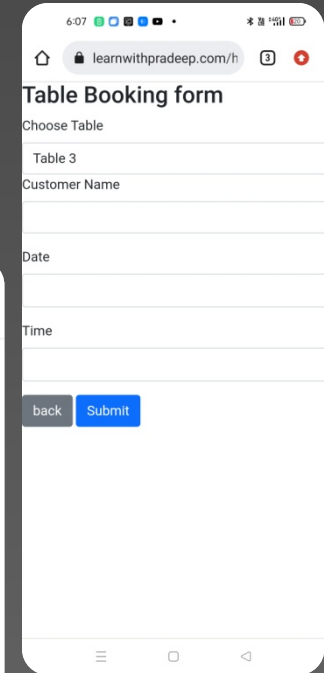 6:07
learnwithpradeep.com/h
3
Table Booking form
Choose Table
Table 3
Customer Name
Date
Time
back Submit